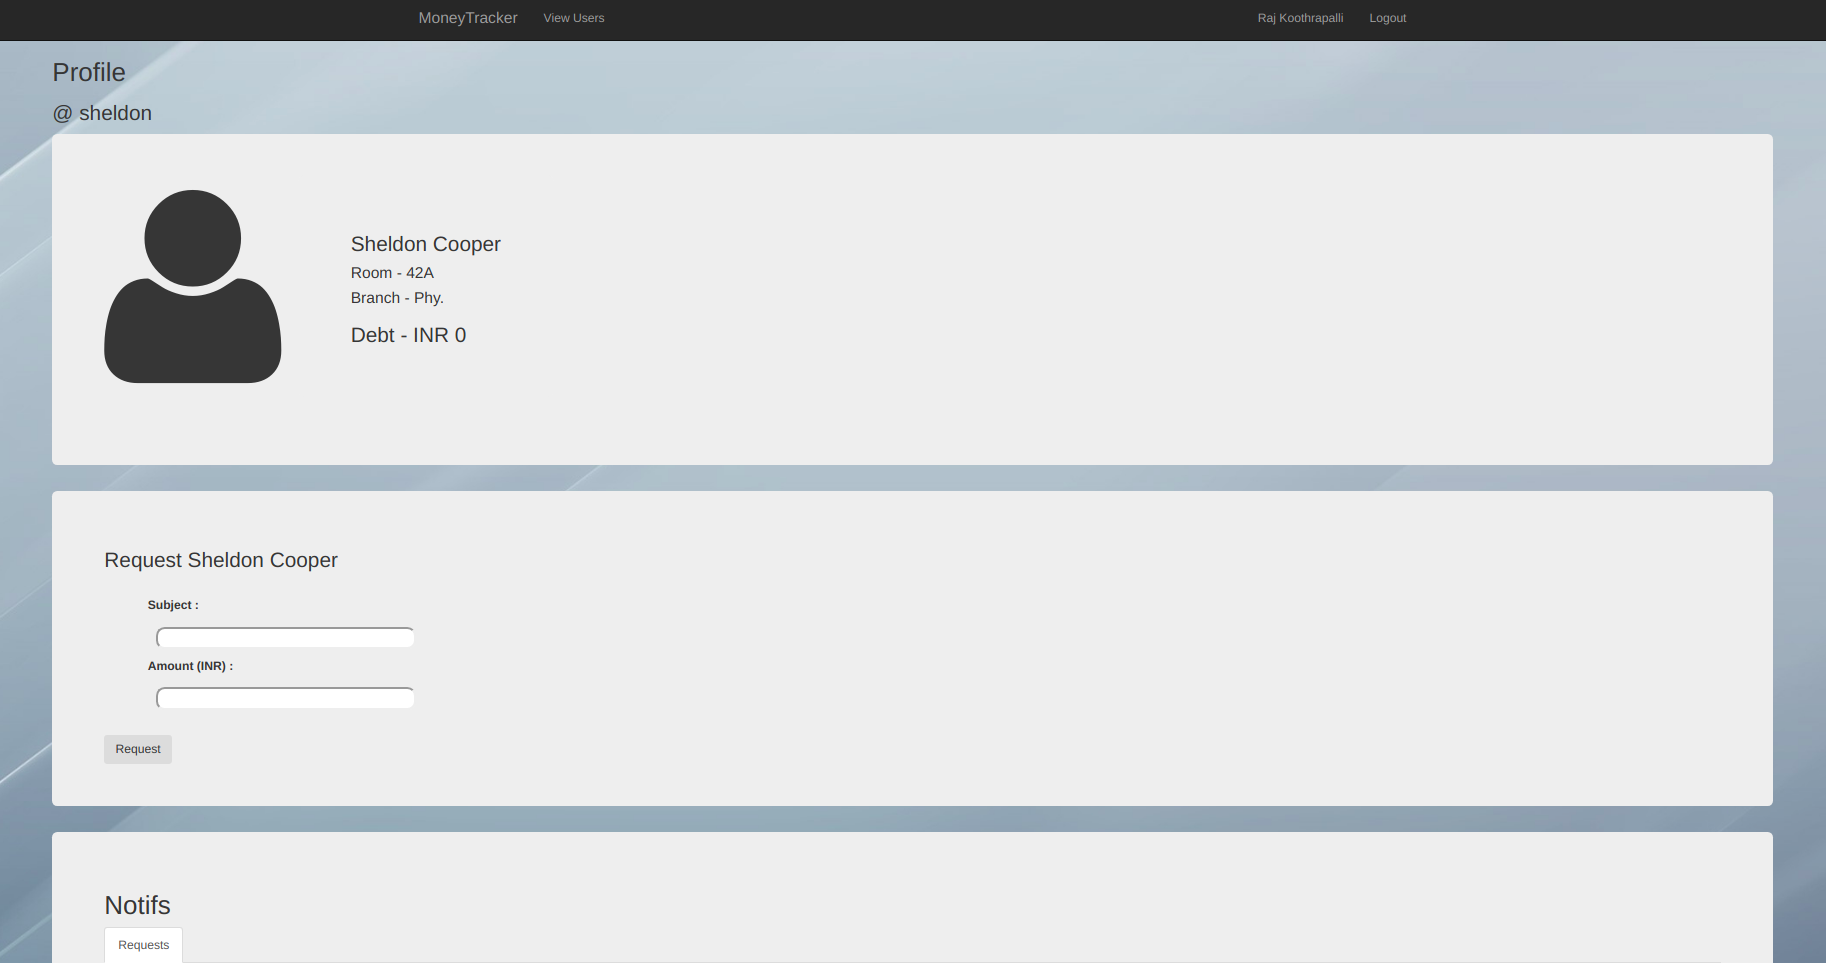 MoneyTracker View Users Raj Koothrapalli Logout
Profile
@ sheldon
Sheldon Cooper
Room - 42A
Branch - Phy.
Debt - INR 0
Request Sheldon Cooper
Subject :
Amount (INR) :
Request
Notifs
Requests